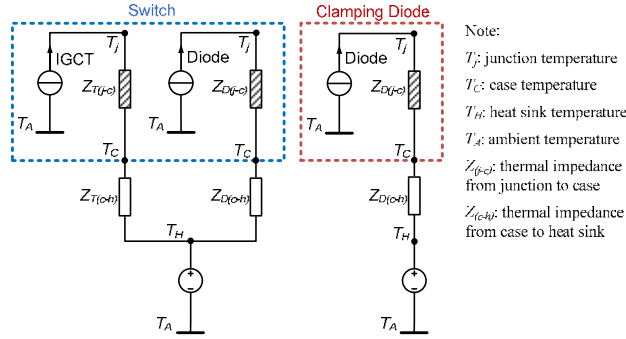 Switch
Clamping Diode
Tj
Tj
Tj
IGCT
Diode
Diode
ZT(j-c)
ZD(j-c)
ZD(j-c)
TA
TA
TA
TC
TC
TC
ZT(c-h)
ZD(c-h)
ZD(c-h)
TH
TH
TA
TA
Note:
Tj: junction temperature
TC: case temperature
TH: heat sink temperature
TA: ambient temperature
Z(j-c): thermal impedance
from junction to case
Z(c-h): thermal impedance
from case to heat sink